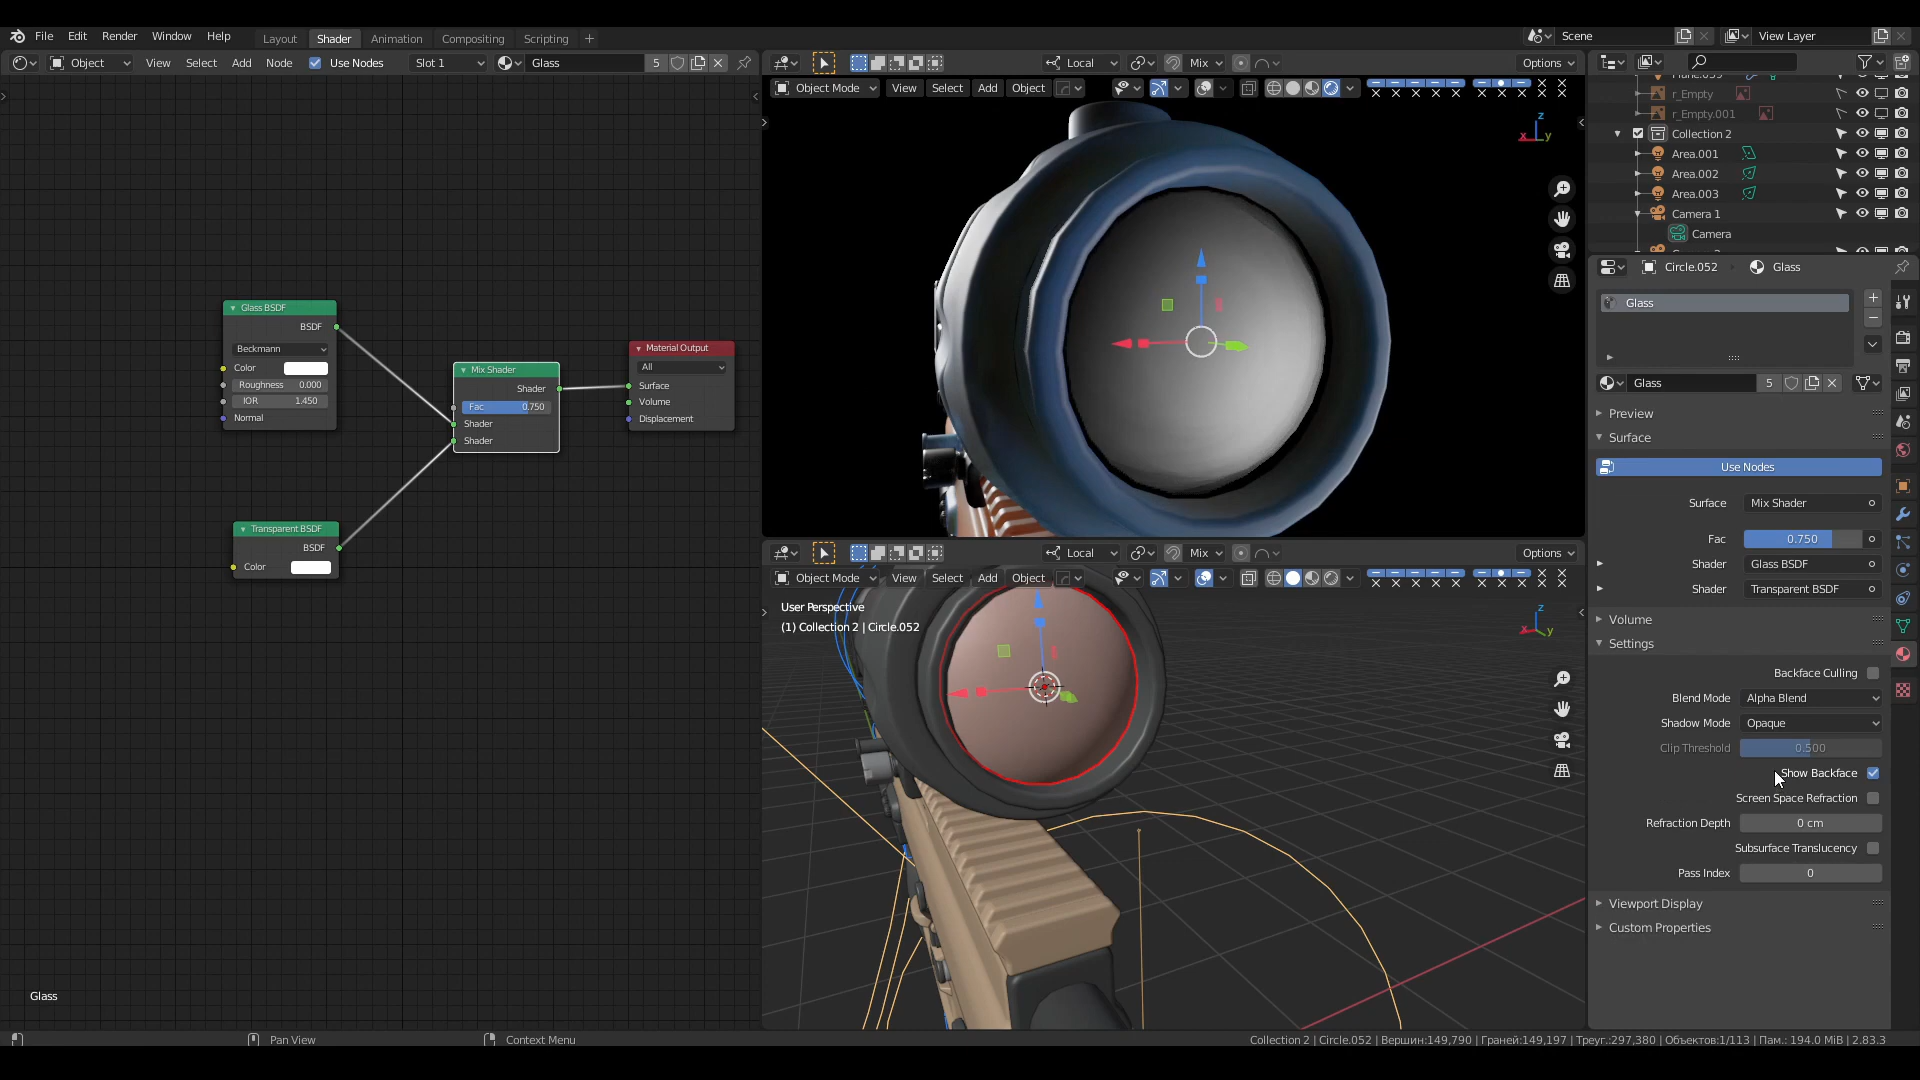 File Edit Render Window Help Layout Shader Animation Compositing Scripting + Scene View Layer
Object View Select Add Node Use Nodes Slot 1 Glass 5
Local Mix Options
Object Mode View Select Add Object
r_Empty
r_Empty.001
Collection 2
Area.001
Area.002
Area.003
Camera 1
Camera
Circle.052 Glass
Glass
Glass 5
Preview
Surface
Use Nodes
Surface Mix Shader
Fac 0.750
Shader Glass BSDF
Shader Transparent BSDF
Volume
Settings
Backface Culling
Blend Mode Alpha Blend
Shadow Mode Opaque
Clip Threshold 0.500
Show Backface
Screen Space Refraction
Refraction Depth 0 cm
Subsurface Translucency
Pass Index 0
Viewport Display
Custom Properties
Glass BSDF
BSDF
Beckmann
Color
Roughness 0.000
IOR 1.450
Normal
Mix Shader
Shader
Fac 0.750
Shader
Shader
Material Output
All
Surface
Volume
Displacement
Transparent BSDF
BSDF
Color
Glass
z
x y
Local Mix Options
Object Mode View Select Add Object
User Perspective
(1) Collection 2 | Circle.052
z
x y
Pan View Context Menu
Collection 2 | Circle.052 | Вершин:149,790 | Граней:149,197 | Треуг.:297,380 | Объектов:1/113 | Пам.: 194.0 MiB | 2.83.3